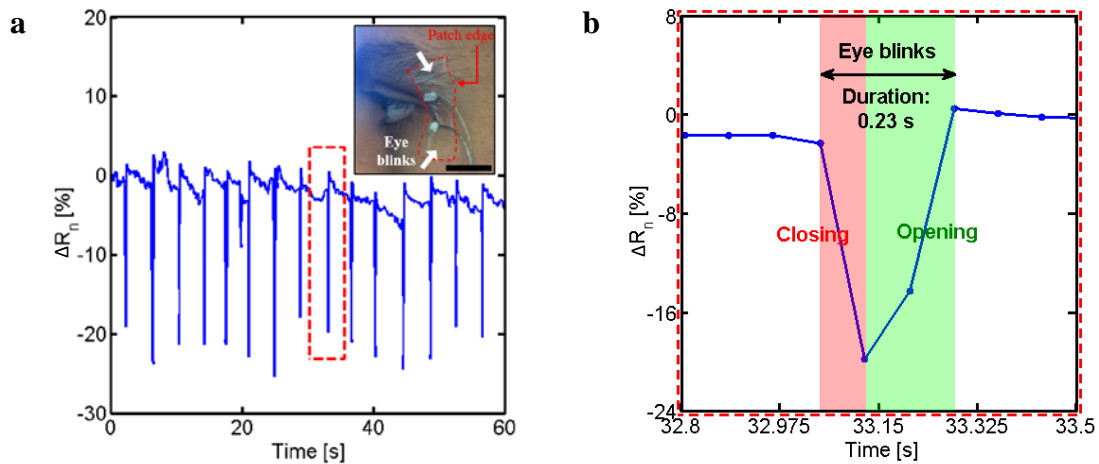 a
20
10
0
-10
-20
-30
ΔRn [%]
0
20
40
60
Time [s]
Patch edge
Eye
blinks
b
8
0
-8
-16
-24
ΔRn [%]
Eye blinks
Duration:
0.23 s
Closing
Opening
32.8
32.975
33.15
33.325
33.5
Time [s]